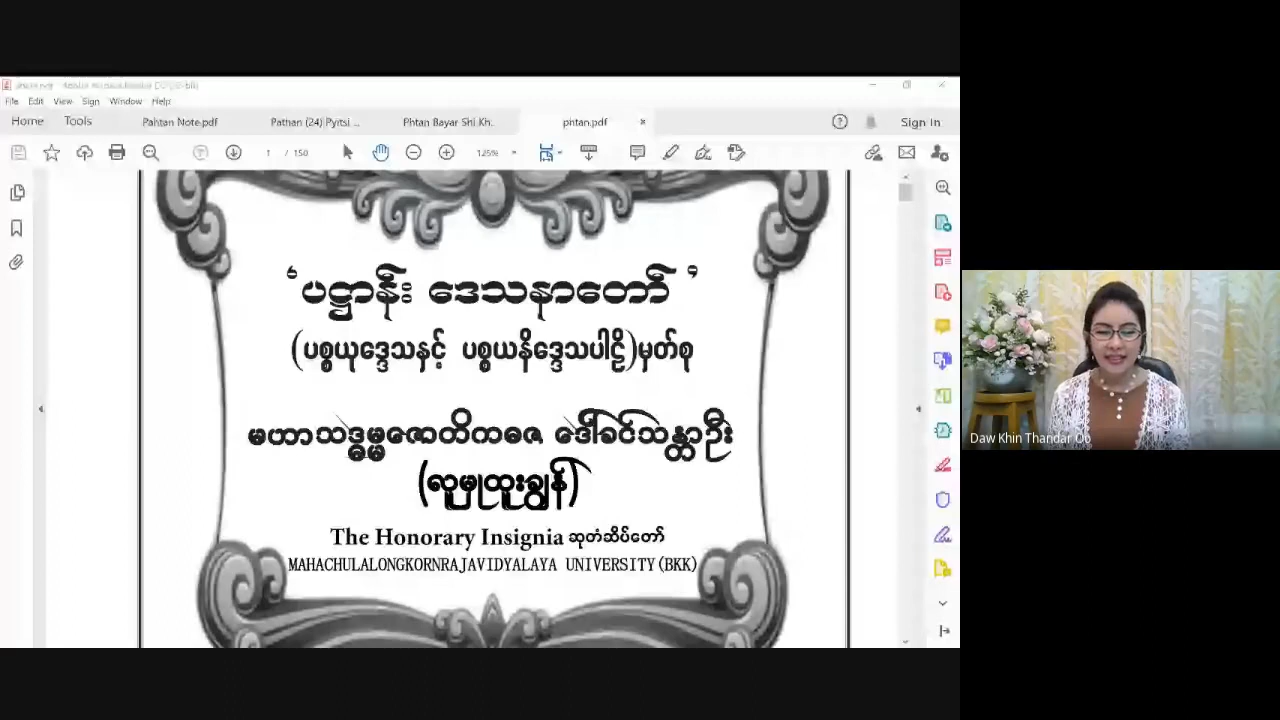 File Edit View Sign Window Help
Home Tools Pahtan Note.pdf Pathan (24) Pyitsi ... Phtan Bayar Shi Kh... phtan.pdf × Sign In
1 / 150 125%
‘ပဋ္ဌာန်း ဒေသနာတော်’
(ပစ္စယုဒ္ဒေသနှင့် ပစ္စယနိဒ္ဒေသပါဠိ)မှတ်စု
မဟာသဒ္ဓမ္မဇောတိကဓဇ ဒေါ်ခင်သန္တာဦး
(လူမှုထူးချွန်)
The Honorary Insignia ဆုတံဆိပ်တော်
MAHACHULALONGKORNRAJAVIDYALAYA UNIVERSITY(BKK)
Daw Khin Thandar Oo